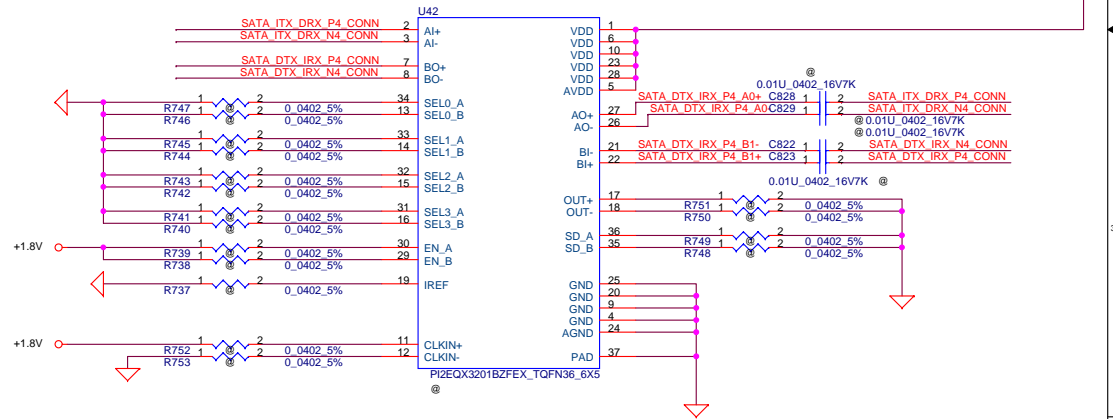 U42
SATA_ITX_DRX_P4_CONN 2 AI+ VDD 1
SATA_ITX_DRX_N4_CONN 3 AI- VDD 6
VDD 10
SATA_DTX_IRX_P4_CONN 7 BO+ VDD 23
SATA_DTX_IRX_N4_CONN 8 BO- VDD 28
AVDD 5
@
0.01U_0402_16V7K
R747 1 @ 2 0_0402_5% 34 SEL0_A
R746 1 @ 2 0_0402_5% 13 SEL0_B
SATA_DTX_IRX_P4_A0+ C828 1 2 SATA_ITX_DRX_P4_CONN
AO+ 27 SATA_DTX_IRX_P4_A0- C829 1 2 SATA_ITX_DRX_N4_CONN
AO- 26
@ 0.01U_0402_16V7K
@ 0.01U_0402_16V7K
R745 1 @ 2 0_0402_5% 33 SEL1_A
R744 1 @ 2 0_0402_5% 14 SEL1_B
BI- 21 SATA_DTX_IRX_P4_B1- C822 1 2 SATA_DTX_IRX_N4_CONN
BI+ 22 SATA_DTX_IRX_P4_B1+ C823 1 2 SATA_DTX_IRX_P4_CONN
0.01U_0402_16V7K @
R743 1 @ 2 0_0402_5% 32 SEL2_A
R742 1 @ 2 0_0402_5% 15 SEL2_B
OUT+ 17 R751 1 @ 2 0_0402_5%
OUT- 18 R750 1 @ 2 0_0402_5%
R741 1 @ 2 0_0402_5% 31 SEL3_A
R740 1 @ 2 0_0402_5% 16 SEL3_B
SD_A 36 R749 1 @ 2 0_0402_5%
SD_B 35 R748 1 @ 2 0_0402_5%
3
+1.8V
R739 1 @ 2 0_0402_5% 30 EN_A
R738 1 @ 2 0_0402_5% 29 EN_B
R737 1 @ 2 0_0402_5% 19 IREF
GND 25
GND 20
GND 9
GND 4
AGND 24
+1.8V
R752 1 @ 2 0_0402_5% 11 CLKIN+
R753 1 @ 2 0_0402_5% 12 CLKIN-
PAD 37
PI2EQX3201BZFEX_TQFN36_6X5
@